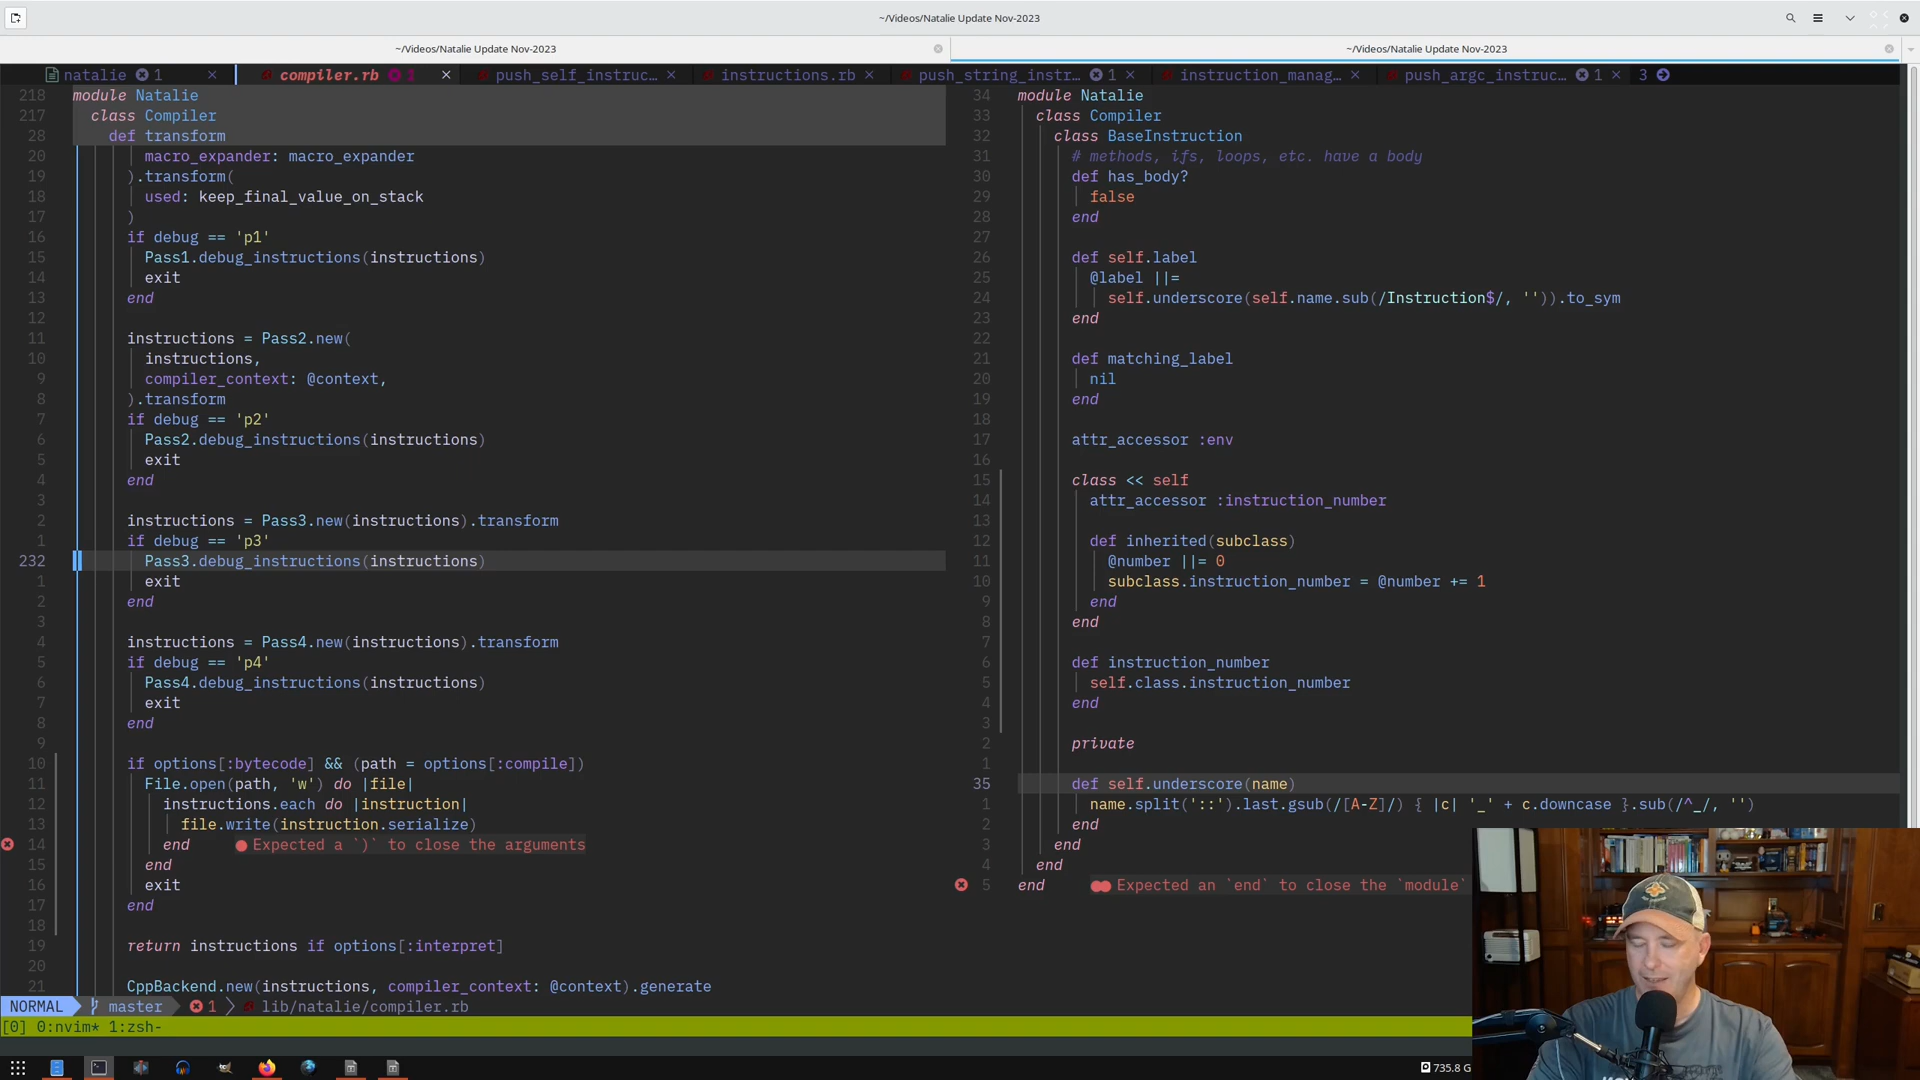 ~/Videos/Natalie Update Nov-2023
~/Videos/Natalie Update Nov-2023
~/Videos/Natalie Update Nov-2023
natalie 1
compiler.rb 1
push_self_instruc…
instructions.rb
push_string_instr… 1
instruction_manag…
push_argc_instruc… 1
3
218 module Natalie
217 class Compiler
28 def transform
20 macro_expander: macro_expander
19 ).transform(
18 used: keep_final_value_on_stack
17 )
16 if debug == 'p1'
15 Pass1.debug_instructions(instructions)
14 exit
13 end
12
11 instructions = Pass2.new(
10 instructions,
9 compiler_context: @context,
8 ).transform
7 if debug == 'p2'
6 Pass2.debug_instructions(instructions)
5 exit
4 end
3
2 instructions = Pass3.new(instructions).transform
1 if debug == 'p3'
232 Pass3.debug_instructions(instructions)
1 exit
2 end
3
4 instructions = Pass4.new(instructions).transform
5 if debug == 'p4'
6 Pass4.debug_instructions(instructions)
7 exit
8 end
9
10 if options[:bytecode] && (path = options[:compile])
11 File.open(path, 'w') do |file|
12 instructions.each do |instruction|
13 file.write(instruction.serialize)
14 end Expected a `)` to close the arguments
15 end
16 exit
17 end
18
19 return instructions if options[:interpret]
20
21 CppBackend.new(instructions, compiler_context: @context).generate
34 module Natalie
33 class Compiler
32 class BaseInstruction
31 # methods, ifs, loops, etc. have a body
30 def has_body?
29 false
28 end
27
26 def self.label
25 @label ||=
24 self.underscore(self.name.sub(/Instruction$/, '')).to_sym
23 end
22
21 def matching_label
20 nil
19 end
18
17 attr_accessor :env
16
15 class << self
14 attr_accessor :instruction_number
13
12 def inherited(subclass)
11 @number ||= 0
10 subclass.instruction_number = @number += 1
9 end
8 end
7
6 def instruction_number
5 self.class.instruction_number
4 end
3
2 private
1
35 def self.underscore(name)
1 name.split('::').last.gsub(/[A-Z]/) { |c| '_' + c.downcase }.sub(/^_/, '')
2 end
3 end
4 end
5 end Expected an `end` to close the `module`
NORMAL master 1 lib/natalie/compiler.rb
[0] 0:nvim* 1:zsh-
735.8 G